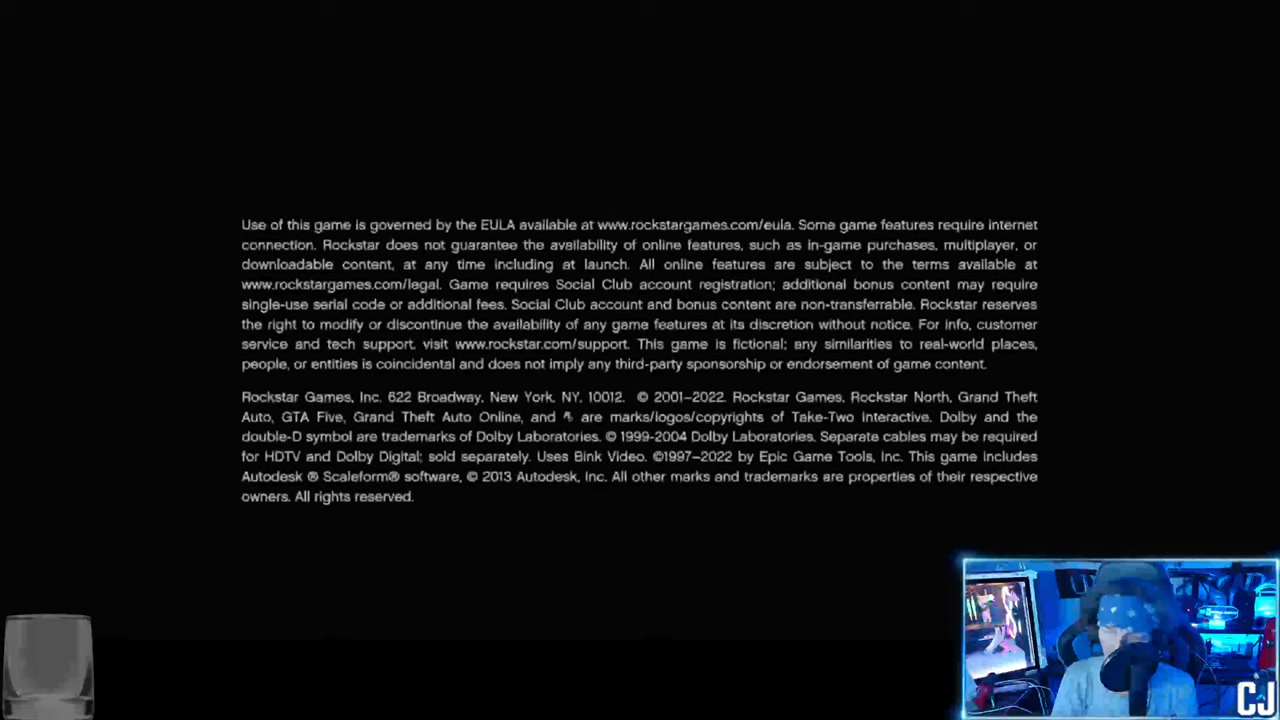 Use of this game is governed by the EULA available at www.rockstargames.com/eula. Some game features require internet
connection. Rockstar does not guarantee the availability of online features, such as in-game purchases, multiplayer, or
downloadable content, at any time including at launch. All online features are subject to the terms available at
www.rockstargames.com/legal. Game requires Social Club account registration; additional bonus content may require
single-use serial code or additional fees. Social Club account and bonus content are non-transferrable. Rockstar reserves
the right to modify or discontinue the availability of any game features at its discretion without notice. For info, customer
service and tech support, visit www.rockstar.com/support. This game is fictional; any similarities to real-world places,
people, or entities is coincidental and does not imply any third-party sponsorship or endorsement of game content.
Rockstar Games, Inc. 622 Broadway, New York, NY, 10012. © 2001-2022. Rockstar Games, Rockstar North, Grand Theft
Auto, GTA Five, Grand Theft Auto Online, and are marks/logos/copyrights of Take-Two Interactive. Dolby and the
double-D symbol are trademarks of Dolby Laboratories. © 1999-2004 Dolby Laboratories. Separate cables may be required
for HDTV and Dolby Digital; sold separately. Uses Bink Video. ©1997-2022 by Epic Game Tools, Inc. This game includes
Autodesk ® Scaleform® software, © 2013 Autodesk, Inc. All other marks and trademarks are properties of their respective
owners. All rights reserved.
CJ